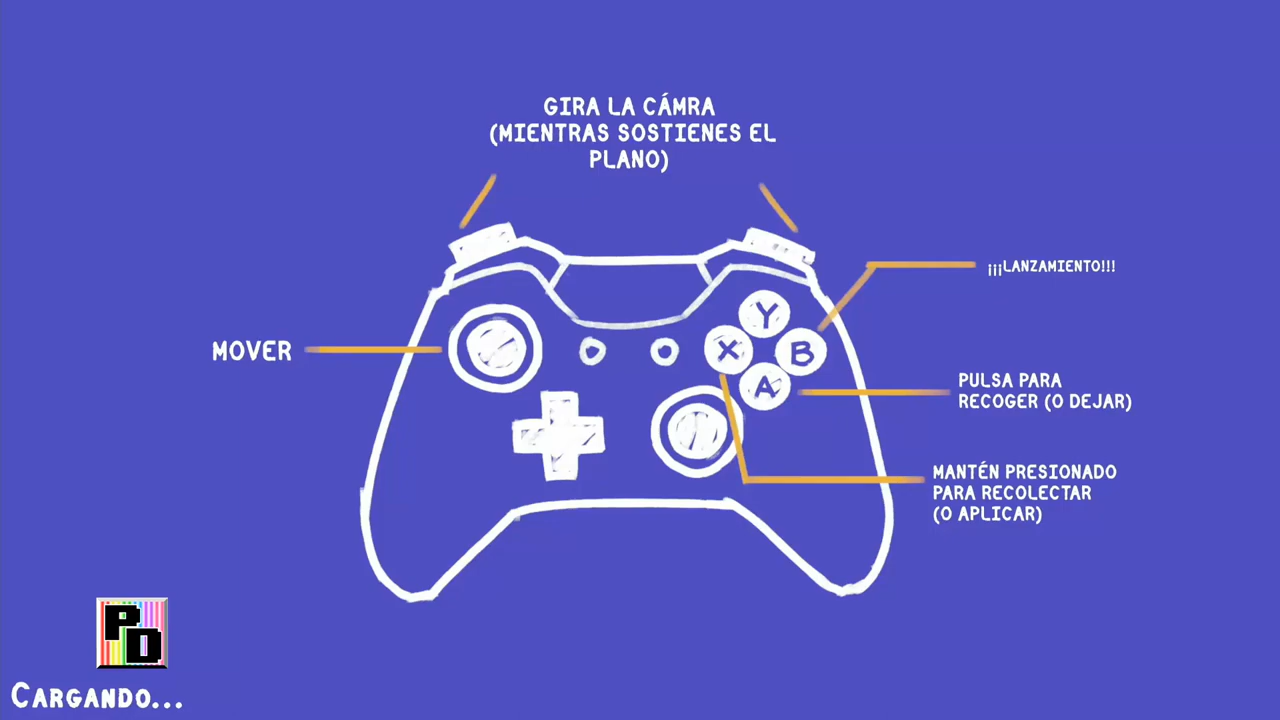 GIRA LA CÁMRA
(MIENTRAS SOSTIENES EL
PLANO)
¡¡¡LANZAMIENTO!!!
Y
MOVER
X
B
A
PULSA PARA
RECOGER (O DEJAR)
MANTÉN PRESIONADO
PARA RECOLECTAR
(O APLICAR)
PD
CARGANDO...